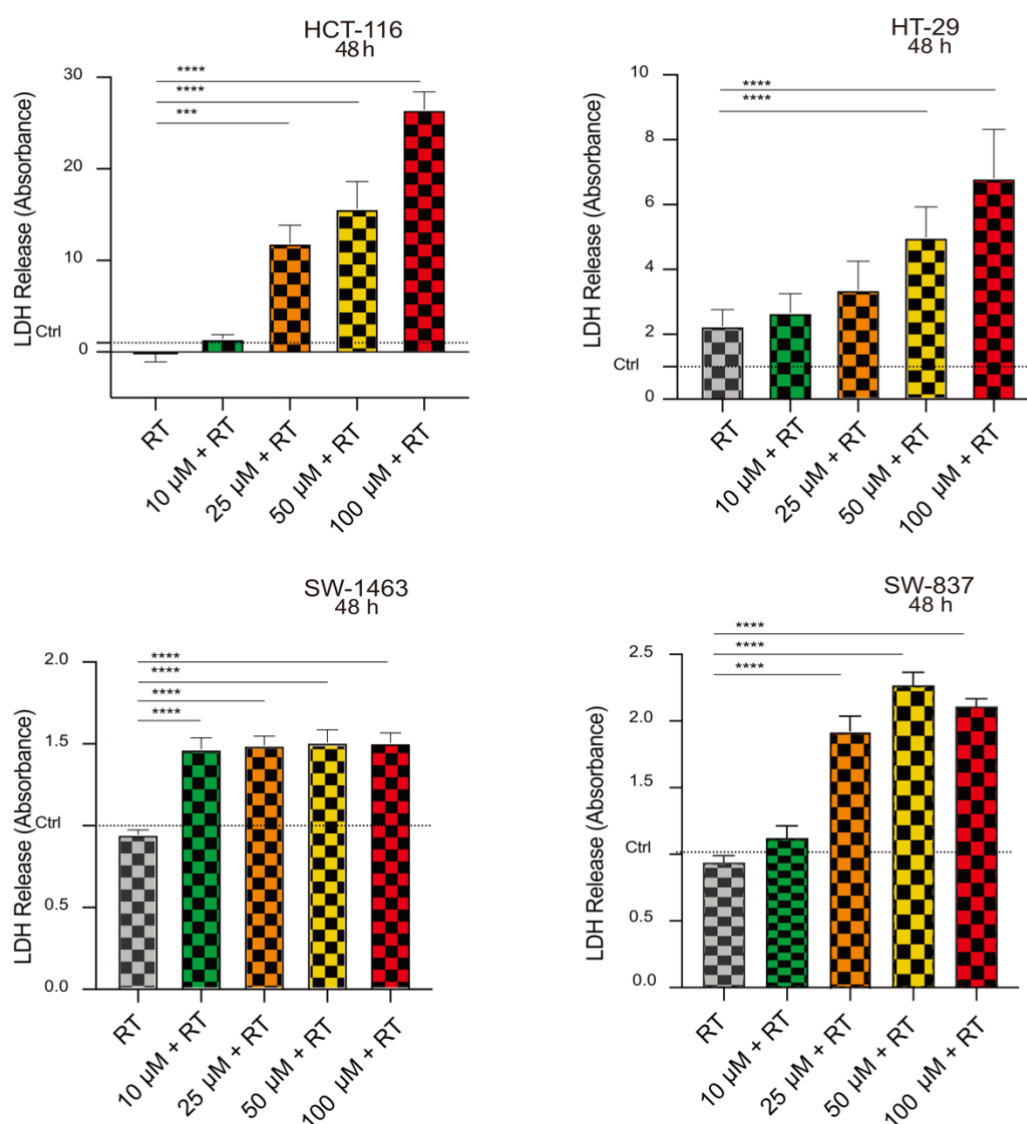 HCT-116
48 h
LDH Release (Absorbance)
30
20
10
Ctrl
0
****
****
***
RT
10 µM + RT
25 µM + RT
50 µM + RT
100 µM + RT
HT-29
48 h
LDH Release (Absorbance)
10
8
6
4
2
Ctrl
0
****
****
RT
10 µM + RT
25 µM + RT
50 µM + RT
100 µM + RT
SW-1463
48 h
LDH Release (Absorbance)
2.0
1.5
Ctrl
0.5
0.0
****
****
****
****
RT
10 µM + RT
25 µM + RT
50 µM + RT
100 µM + RT
SW-837
48 h
LDH Release (Absorbance)
2.5
2.0
1.5
Ctrl
1.0
0.5
0.0
****
****
****
RT
10 µM + RT
25 µM + RT
50 µM + RT
100 µM + RT